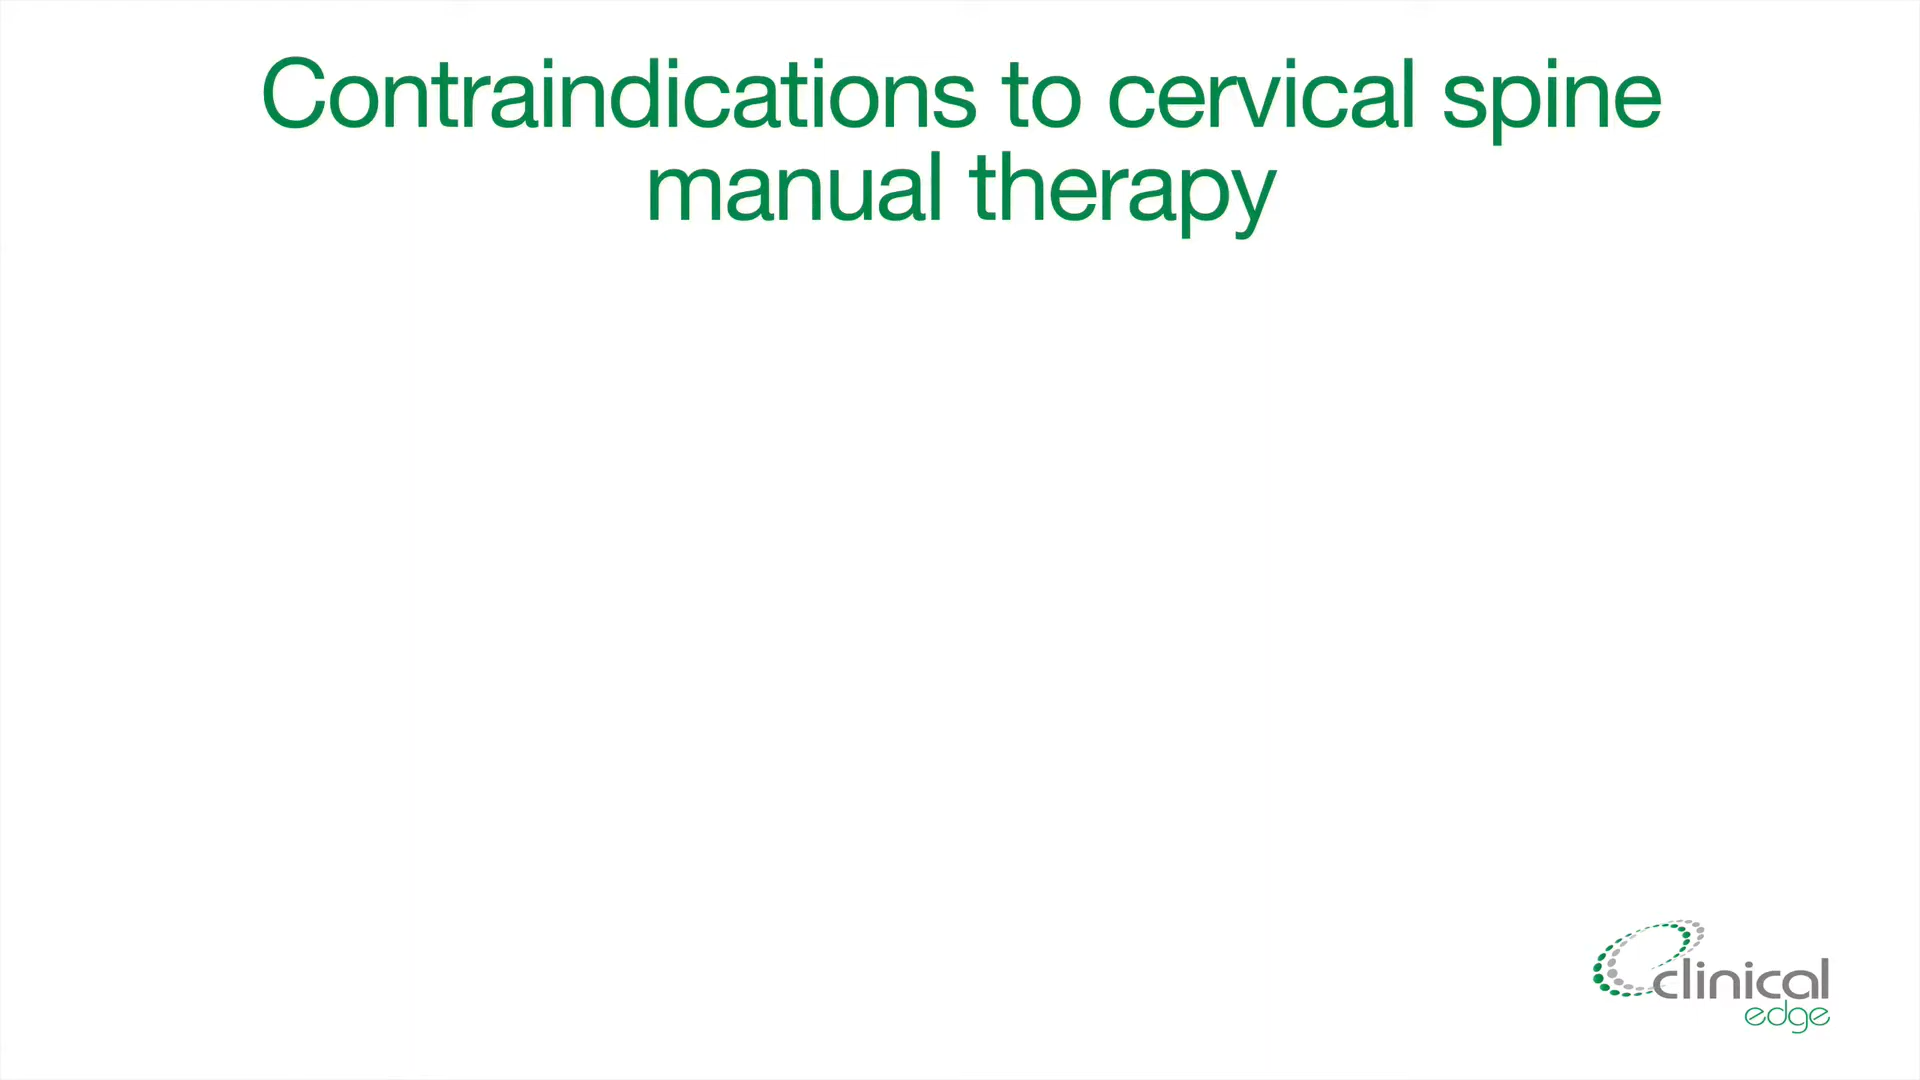 Contraindications to cervical spine
manual therapy
clinical
edge